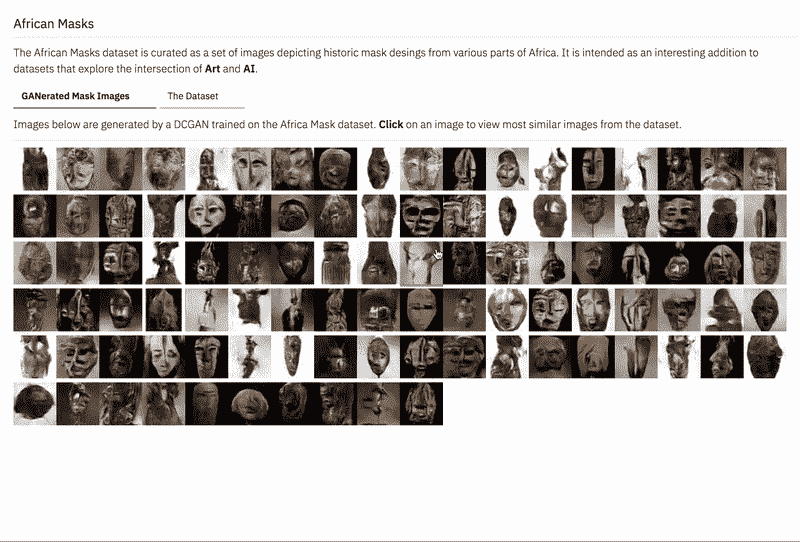 African Masks
The African Masks dataset is curated as a set of images depicting historic mask desings from various parts of Africa. It is intended as an interesting addition to
datasets that explore the intersection of Art and AI.
GANerated Mask Images
The Dataset
Images below are generated by a DCGAN trained on the Africa Mask dataset. Click on an image to view most similar images from the dataset.